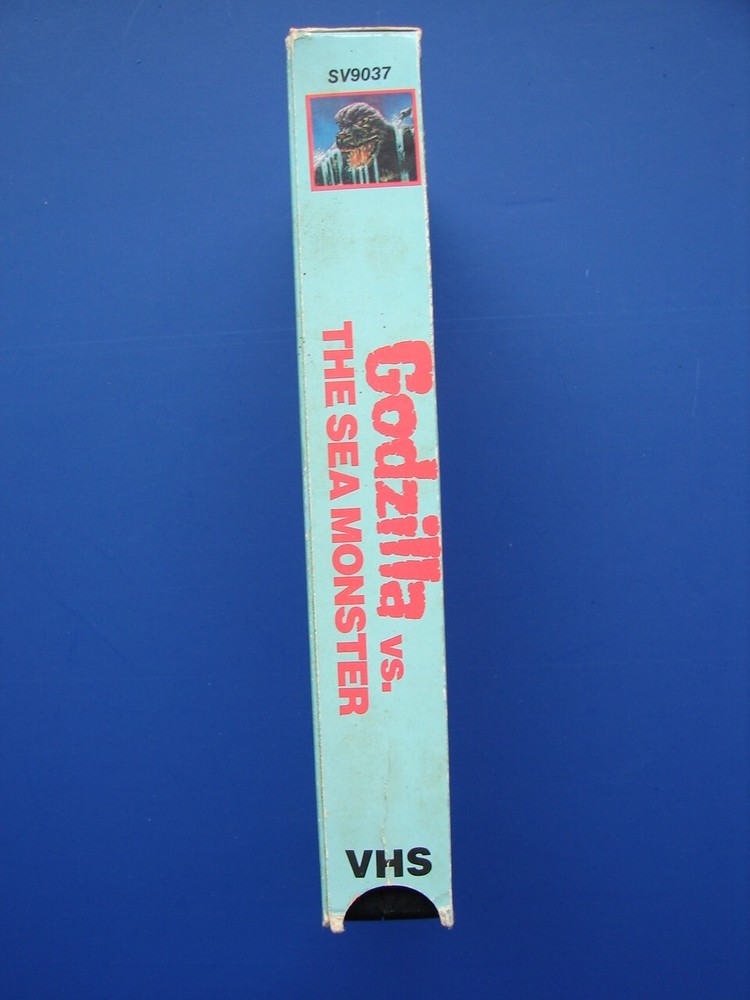 SV9037
Godzilla vs.
THE SEA MONSTER
VHS